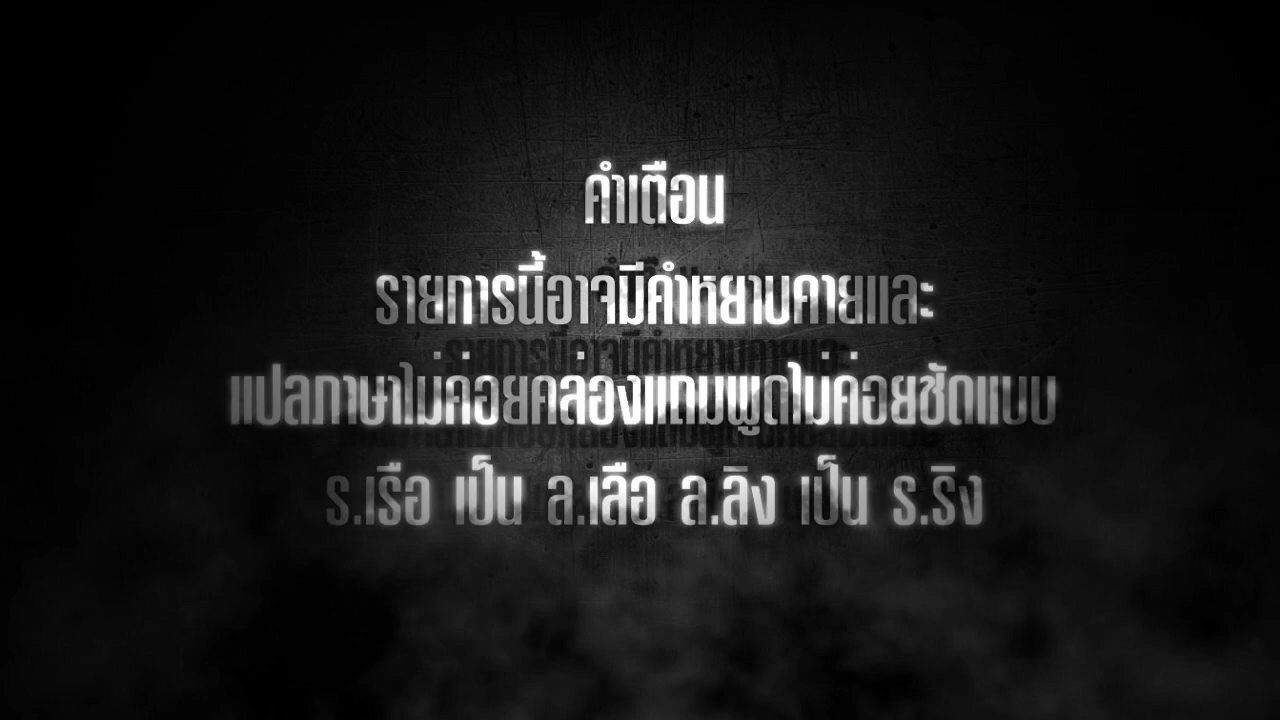 คำเตือน
รายการนี้อาจมีคำหยาบคายและ
แปลภาษาไม่ค่อยคล่องแถมพูดไม่ค่อยชัดแบบ
ร.เรือ เป็น ล.เลือ ล.ลิง เป็น ร.ริง